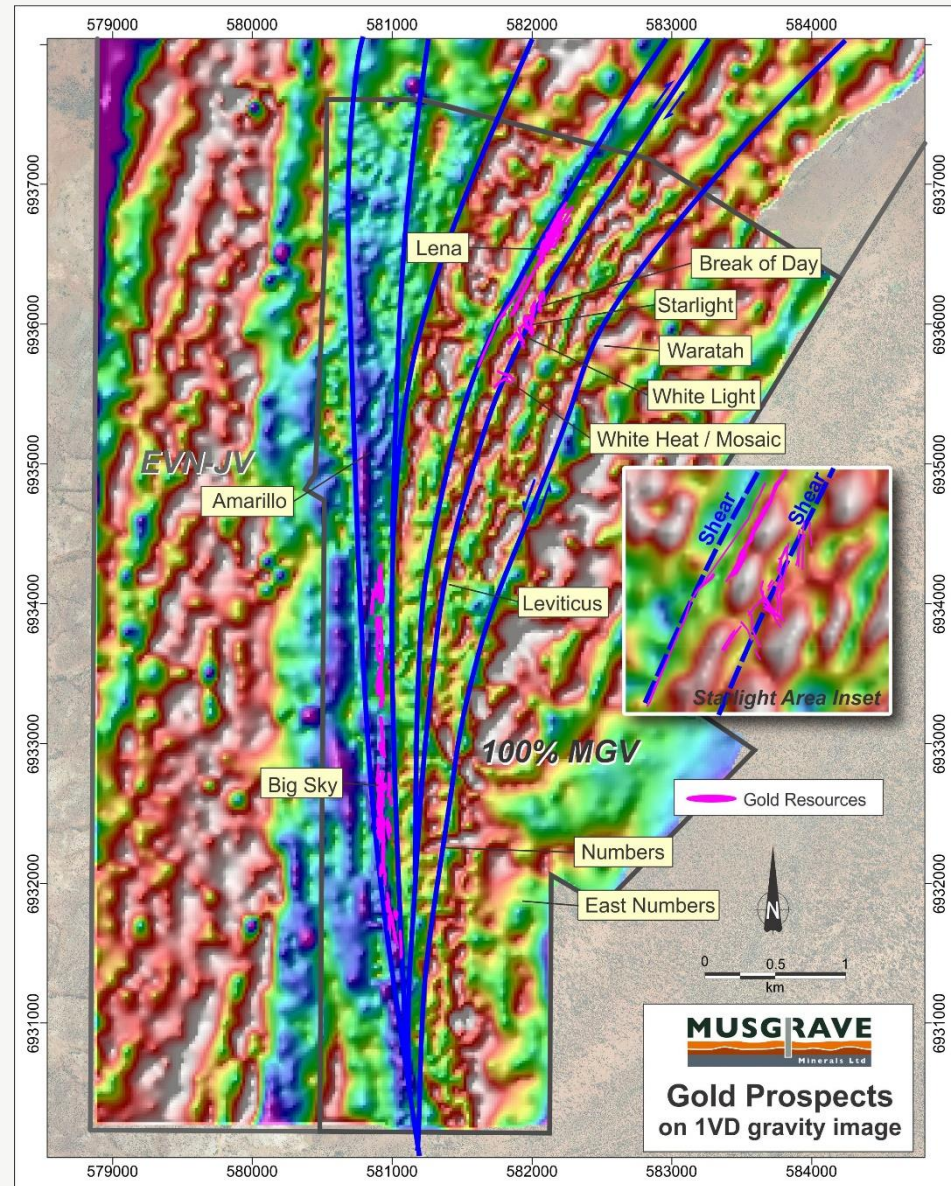 579000
580000
581000
582000
583000
584000
6937000
6937000
Lena
Break of Day
6936000
Starlight
6936000
Waratah
White Light
White Heat / Mosaic
6935000
EVN-JV
6935000
Amarillo
Shear
Shear
6934000
Leviticus
6934000
Starlight Area Inset
6933000
100% MGV
6933000
Big Sky
Gold Resources
Numbers
6932000
East Numbers
6932000
N
0
0.5
1
km
6931000
6931000
MUSGRAVE
Minerals Ltd
Gold Prospects
on 1VD gravity image
579000
580000
581000
582000
583000
584000